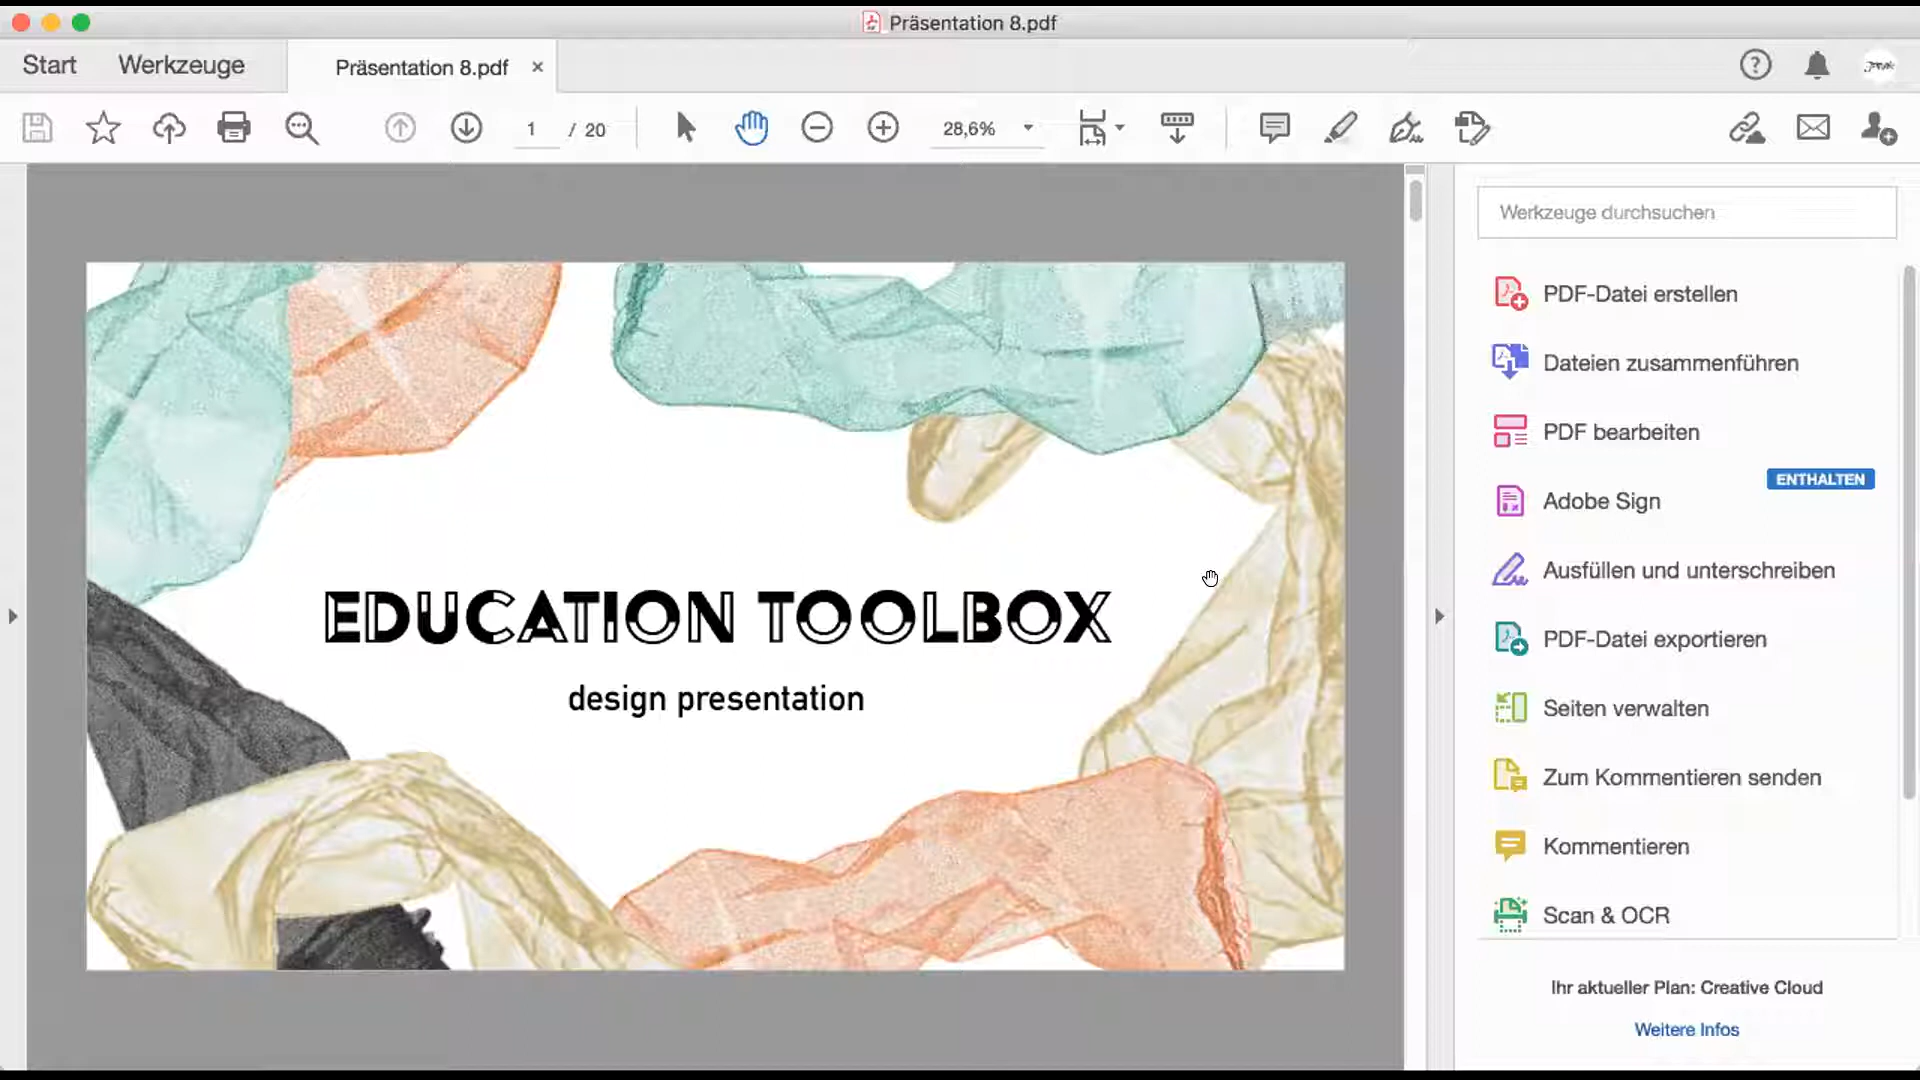 Präsentation 8.pdf
Start
Werkzeuge
Präsentation 8.pdf
1 / 20
28,6%
Werkzeuge durchsuchen
PDF-Datei erstellen
Dateien zusammenführen
PDF bearbeiten
ENTHALTEN
Adobe Sign
Ausfüllen und unterschreiben
PDF-Datei exportieren
Seiten verwalten
Zum Kommentieren senden
Kommentieren
Scan & OCR
Ihr aktueller Plan: Creative Cloud
Weitere Infos
EDUCATION TOOLBOX
design presentation